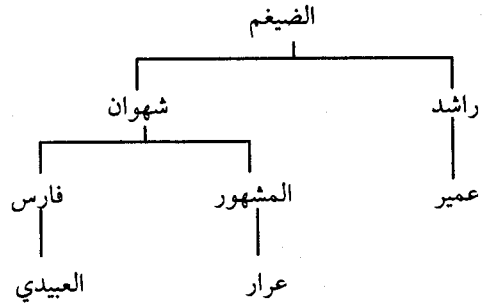 الضيغم
راشد شهوان
عمير المشهور فارس
عرار العبيدي